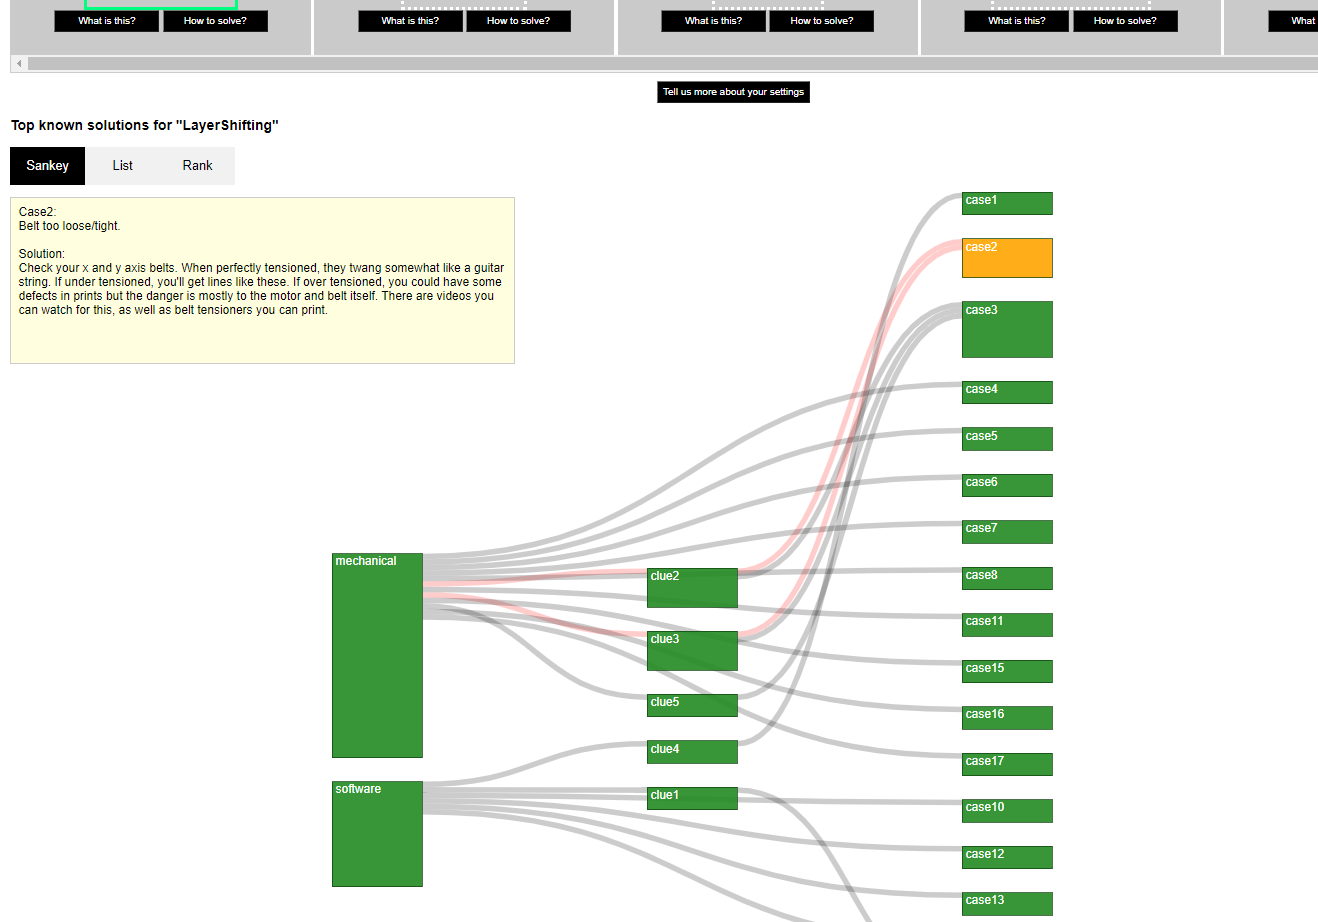 What is this?
How to solve?
What is this?
How to solve?
What is this?
How to solve?
What is this?
How to solve?
What
Tell us more about your settings
Top known solutions for "LayerShifting"
Sankey
List
Rank
Case2:
Belt too loose/tight.
Solution:
Check your x and y axis belts. When perfectly tensioned, they twang somewhat like a guitar
string. If under tensioned, you'll get lines like these. If over tensioned, you could have some
defects in prints but the danger is mostly to the motor and belt itself. There are videos you
can watch for this, as well as belt tensioners you can print.
mechanical
software
clue2
clue3
clue5
clue4
clue1
case1
case2
case3
case4
case5
case6
case7
case8
case11
case15
case16
case17
case10
case12
case13